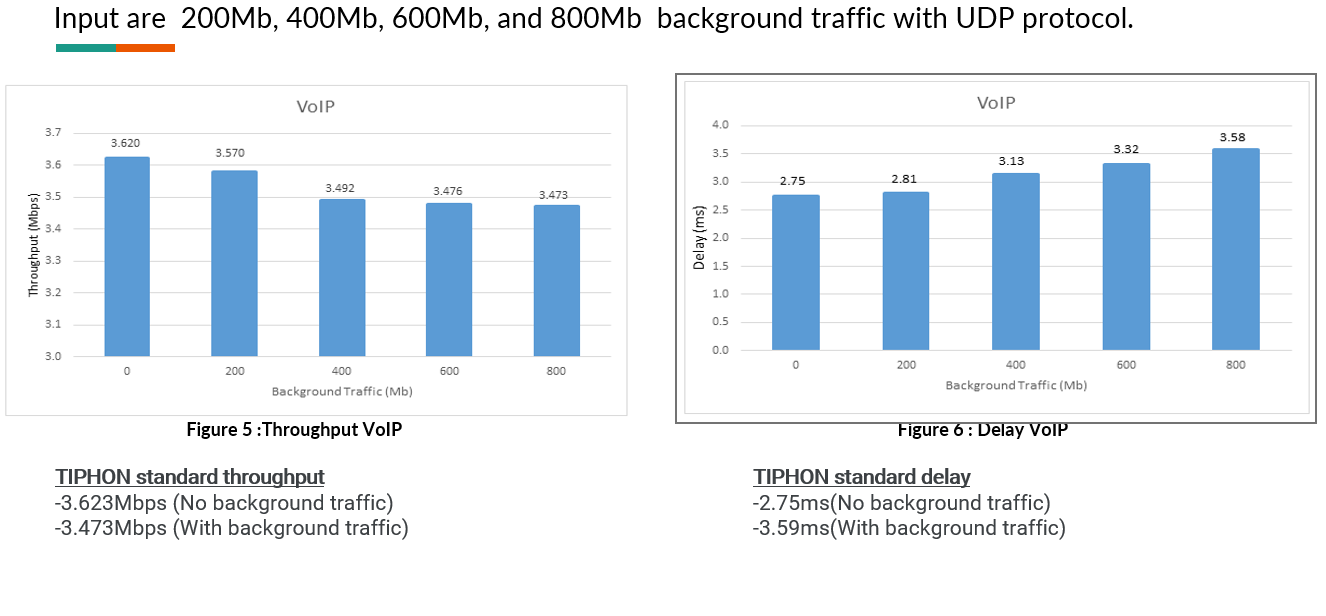 Input are 200Mb, 400Mb, 600Mb, and 800Mb background traffic with UDP protocol.
VoIP
3.7
3.6
3.5
3.4
3.3
3.2
3.1
3.0
Throughput (Mbps)
3.620
3.570
3.492
3.476
3.473
0 200 400 600 800
Background Traffic (Mb)
Figure 5 :Throughput VoIP
TIPHON standard throughput
-3.623Mbps (No background traffic)
-3.473Mbps (With background traffic)
VoIP
4.0
3.5
3.0
2.5
2.0
1.5
1.0
0.5
0.0
Delay (ms)
2.75
2.81
3.13
3.32
3.58
0 200 400 600 800
Background Traffic (Mb)
Figure 6 : Delay VoIP
TIPHON standard delay
-2.75ms(No background traffic)
-3.59ms(With background traffic)